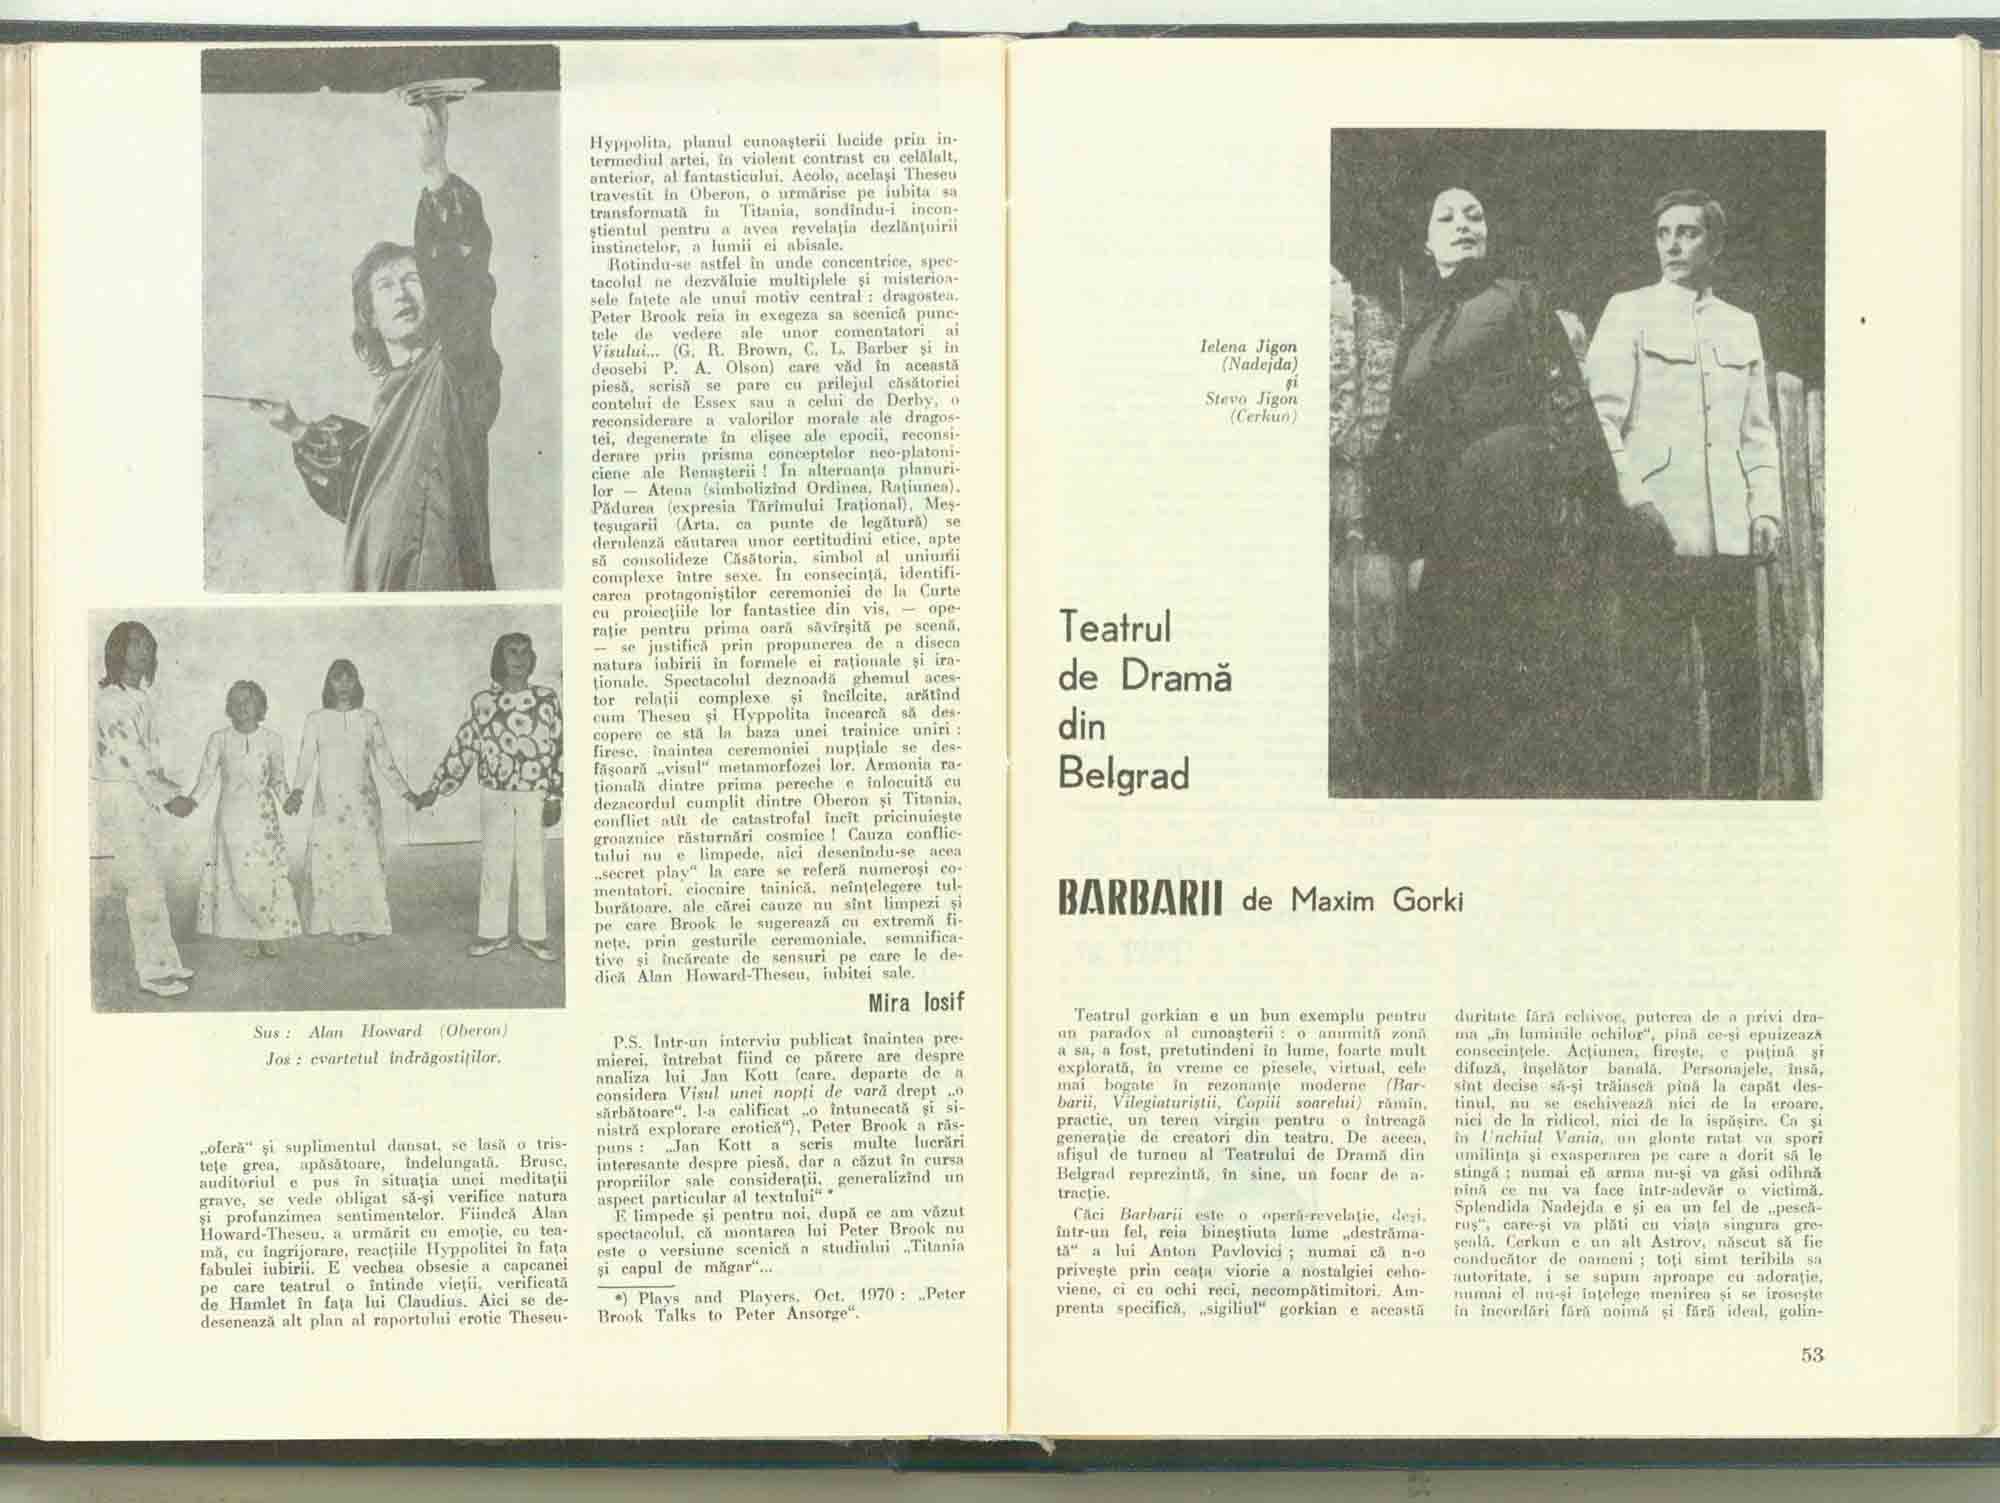 Sus : Alan Howard (Oberon)
Jos : cvartetul îndrăgostiților.
„oferă“ și suplimentul dansat, se lasă o tris-
tețe grea, apăsătoare, îndelungată. Brusc,
auditoriul e pus în situația unei meditații
grave, se vede obligat să-și verifice natura
și profunzimea sentimentelor. Fiindcă Alan
Howard-Theseu, a urmărit cu emoție, cu tea-
mă, cu îngrijorare, reacțiile Hyppolitei în fața
fabulei iubirii. E vechea obsesie a capcanei
pe care teatrul o întinde vieții, verificată
de Hamlet în fața lui Claudius. Aici se de-
desenează alt plan al raportului erotic Theseu-
Hyppolita, planul cunoașterii lucide prin in-
termediul artei, în violent contrast cu celălalt,
anterior, al fantasticului. Acolo, același Theseu
travestit în Oberon, o urmărise pe iubita sa
transformată în Titania, sondîndu-i incon-
știentul pentru a avea revelația dezlănțuirii
instinctelor, a lumii ei abisale.
Rotindu-se astfel în unde concentrice, spec-
tacolul ne dezvăluie multiplele și misterioa-
sele fațete ale unui motiv central : dragostea.
Peter Brook reia în exegeza sa scenică punc-
tele de vedere ale unor comentatori ai
Visului... (G. R. Brown, C. L. Barber și în
deosebi P. A. Olson) care văd în această
piesă, scrisă se pare cu prilejul căsătoriei
contelui de Essex sau a celui de Derby, o
reconsiderare a valorilor morale ale dragos-
tei, degenerate în clișee ale epocii, reconsi-
derare prin prisma conceptelor neo-platoni-
ciene ale Renașterii ! În alternanța planuri-
lor — Atena (simbolizînd Ordinea, Rațiunea),
Pădurea (expresia Tărîmului Irațional), Meș-
teșugarii (Arta, ca punte de legătură) se
derulează căutarea unor certitudini etice, apte
să consolideze Căsătoria, simbol al uniunii
complexe între sexe. În consecință, identifi-
carea protagoniștilor ceremoniei de la Curte
cu proiecțiile lor fantastice din vis, — ope-
rație pentru prima oară săvîrșită pe scenă,
— se justifică prin propunerea de a diseca
natura iubirii în formele ei raționale și ira-
ționale. Spectacolul deznoadă ghemul aces-
tor relații complexe și încîlcite, arătînd
cum Theseu și Hyppolita încearcă să des-
copere ce stă la baza unei trainice uniri :
firesc, înaintea ceremoniei nupțiale se des-
fășoară „visul“ metamorfozei lor. Armonia ra-
țională dintre prima pereche e înlocuită cu
dezacordul cumplit dintre Oberon și Titania,
conflict atît de catastrofal încît pricinuiește
groaznice răsturnări cosmice ! Cauza conflic-
tului nu e limpede, aici desenîndu-se acea
„secret play“ la care se referă numeroși co-
mentatori, ciocnire tainică, neînțelegere tul-
burătoare, ale cărei cauze nu sînt limpezi și
pe care Brook le sugerează cu extremă fi-
nețe, prin gesturile ceremoniale, semnifica-
tive și încărcate de sensuri pe care le de-
dică Alan Howard-Theseu, iubitei sale.
Mira Iosif
P.S. Intr-un interviu publicat înaintea pre-
mierei, întrebat fiind ce părere are despre
analiza lui Jan Kott (care, departe de a
considera Visul unei nopți de vară drept „o
sărbătoare“, l-a calificat „o întunecată și si-
nistră explorare erotică“), Peter Brook a răs-
puns : „Jan Kott a scris multe lucrări
interesante despre piesă, dar a căzut în cursa
propriilor sale considerații, generalizînd un
aspect particular al textului“ *
E limpede și pentru noi, după ce am văzut
spectacolul, că montarea lui Peter Brook nu
este o versiune scenică a studiului „Titania
și capul de măgar“...
*) Plays and Players, Oct. 1970 : „Peter
Brook Talks to Peter Ansorge“.
Ielena Jigon
(Nadejda)
și
Stevo Jigon
(Cerkun)
Teatrul
de Dramă
din
Belgrad
BARBARII de Maxim Gorki
Teatrul gorkian e un bun exemplu pentru
un paradox al cunoașterii : o anumită zonă
a sa, a fost, pretutindeni în lume, foarte mult
explorată, în vreme ce piesele, virtual, cele
mai bogate în rezonanțe moderne (Bar-
barii, Vilegiaturiștii, Copiii soarelui) rămîn,
practic, un teren virgin pentru o întreagă
generație de creatori din teatru. De aceea,
afișul de turneu al Teatrului de Dramă din
Belgrad reprezintă, în sine, un focar de a-
tracție.
Căci Barbarii este o operă-revelație, deși,
într-un fel, reia bineștiuta lume „destrăma-
tă“ a lui Anton Pavlovici ; numai că n-o
privește prin ceața viorie a nostalgiei ceho-
viene, ci cu ochi reci, necompătimitori. Am-
prenta specifică, „sigiliul“ gorkian e această
duritate fără echivoc, puterea de a privi dra-
ma „în luminile ochilor“, pînă ce-și epuizează
consecințele. Acțiunea, firește, e puțină și
difuză, înșelător banală. Personajele, însă,
sînt decise să-și trăiască pînă la capăt des-
tinul, nu se eschivează nici de la eroare,
nici de la ridicol, nici de la ispășire. Ca și
în Unchiul Vania, un glonte ratat va spori
umilința și exasperarea pe care a dorit să le
stingă ; numai că arma nu-și va găsi odihnă
pînă ce nu va face într-adevăr o victimă.
Splendida Nadejda e și ea un fel de „pescă-
ruș“, care-și va plăti cu viața singura gre-
șeală. Cerkun e un alt Astrov, născut să fie
conducător de oameni ; toți simt teribila sa
autoritate, i se supun aproape cu adorație,
numai el nu-și înțelege menirea și se irosește
în încordări fără noimă și fără ideal, golin-
53